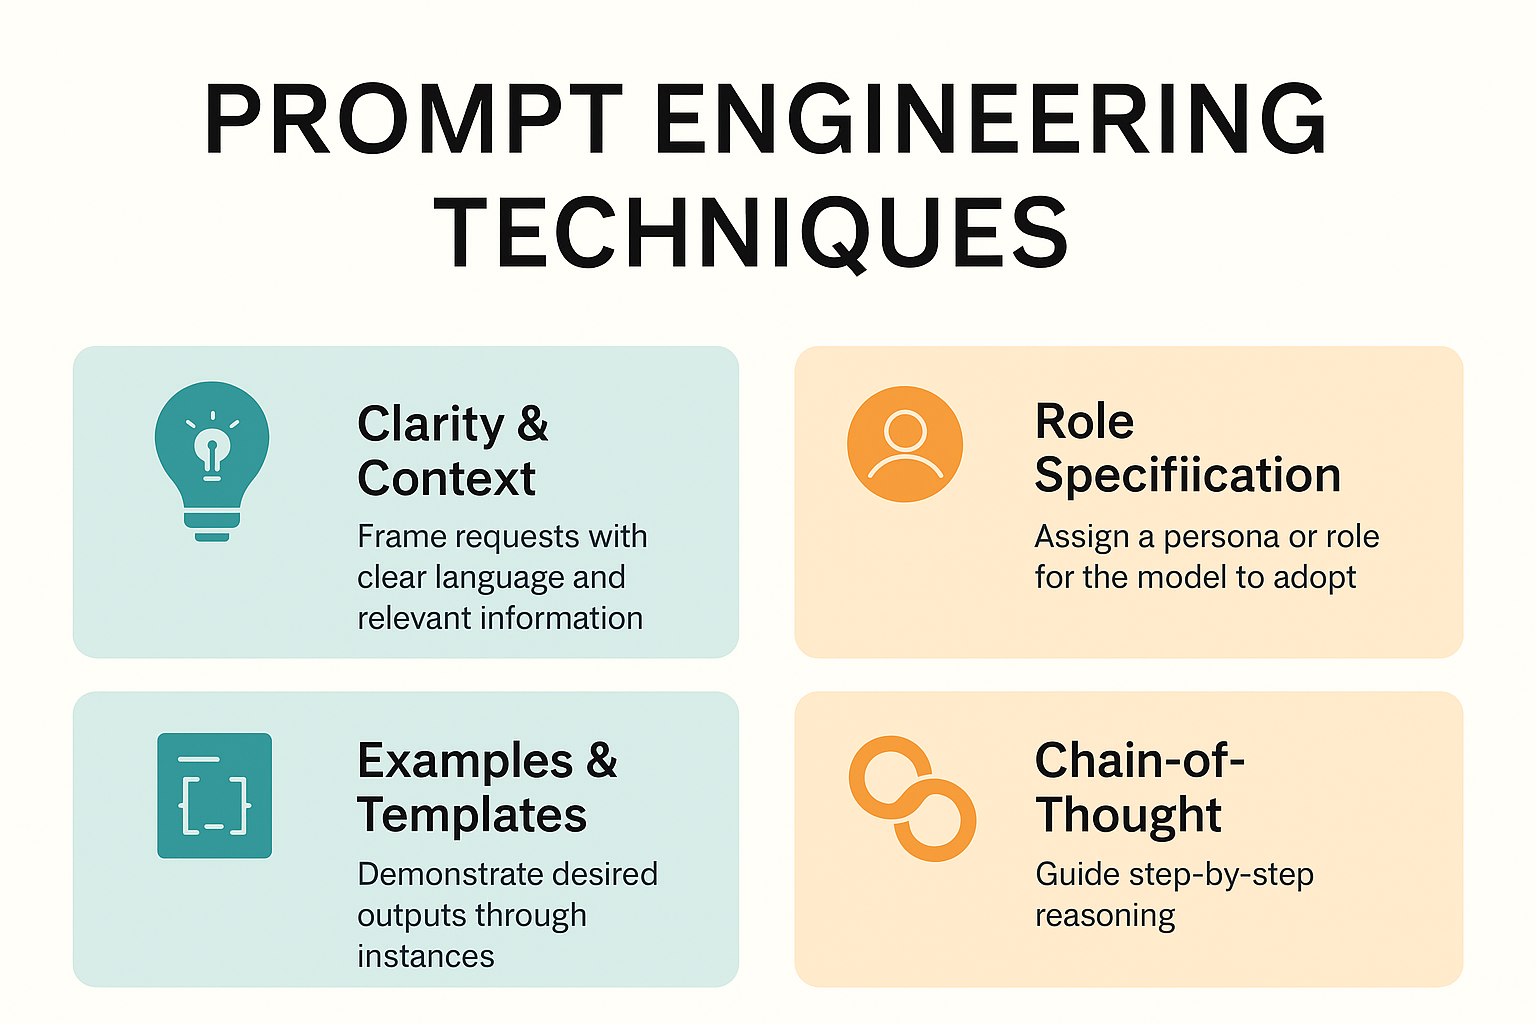 PROMPT ENGINEERING
TECHNIQUES
Clarity &
Context
Frame requests with
clear language and
relevant information
Role
Specifiication
Assign a persona or role
for the model to adopt
Examples &
Templates
Demonstrate desired
outputs through
instances
Chain-of-
Thought
Guide step-by-step
reasoning